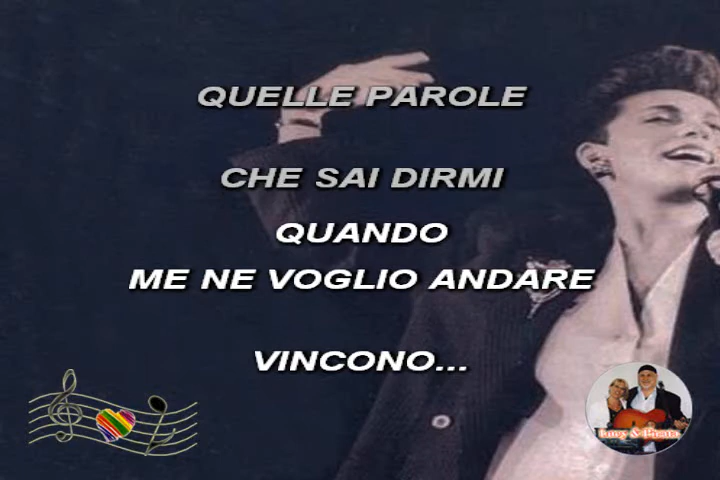 QUELLE PAROLE
CHE SAI DIRMI
QUANDO
ME NE VOGLIO ANDARE
VINCONO...